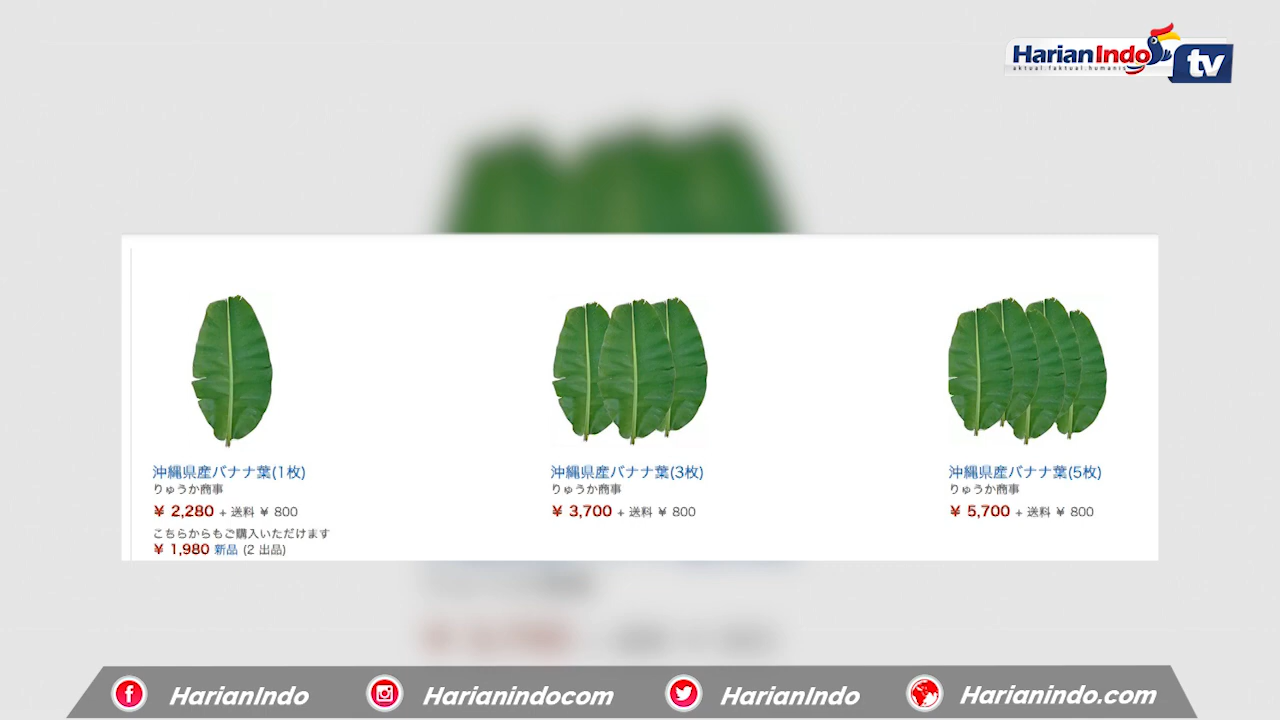 HarianIndo tv
aktual.faktual.humanis
沖縄県産バナナ葉(1枚)
りゅうか商事
¥ 2,280 + 送料 ¥ 800
こちらからもご購入いただけます
¥ 1,980 新品 (2 出品)
沖縄県産バナナ葉(3枚)
りゅうか商事
¥ 3,700 + 送料 ¥ 800
沖縄県産バナナ葉(5枚)
りゅうか商事
¥ 5,700 + 送料 ¥ 800
HarianIndo
Harianindocom
HarianIndo
Harianindo.com